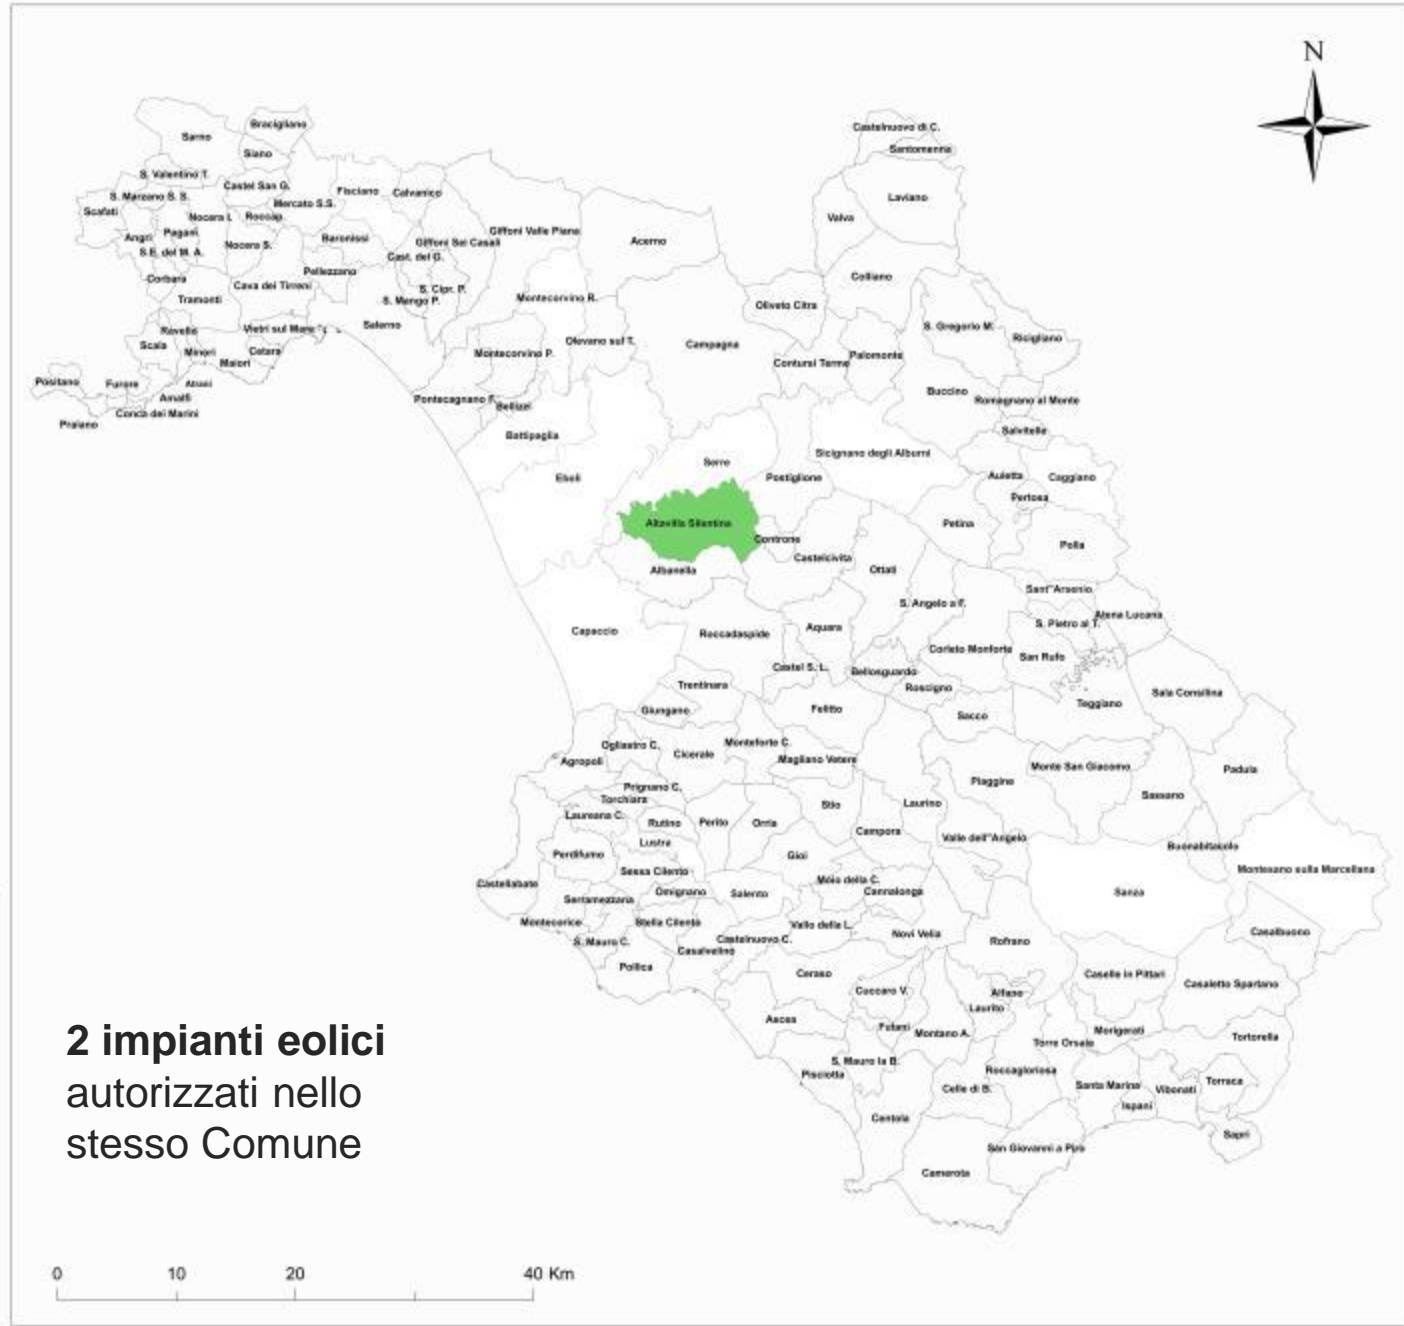 N
Castelnuovo di C.
Santomenna
Bracigliano
Sarno
Siano
S. Valentino T.
Castel San G.
Fisciano
Calvanico
Laviano
S. Marzano S. S.
Mercato S.S.
Scafati
Nocera I.
Roccap.
Valva
Angri
Pagani
Baronissi
Giffoni Sei Casali
Giffoni Valle Piana
Acerno
S.E. del M. A.
Nocera S.
Cast. del G.
Pellezzano
Colliano
Corbara
Cava dei Tirreni
S. Cipr. P.
Tramonti
S. Mango P.
Montecorvino R.
Oliveto Citra
Ravello
Vietri sul Mare
Salerno
S. Gregorio M.
Ricigliano
Scala
Minori
Cetara
Maiori
Montecorvino P.
Olevano sul T.
Campagna
Contursi Terme
Palomonte
Positano
Furore
Atrani
Amalfi
Buccino
Romagnano al Monte
Praiano
Conca dei Marini
Pontecagnano F.
Bellizzi
Battipaglia
Salvitelle
Serre
Sicignano degli Alburni
Eboli
Postiglione
Auletta
Caggiano
Pertosa
Altavilla Silentina
Controne
Petina
Polla
Albanella
Castelcivita
Ottati
Sant"Arsenio
S. Angelo a F.
Atena Lucana
S. Pietro al T.
Capaccio
Roccadaspide
Aquara
Corleto Monforte
San Rufo
Castel S. L.
Bellosguardo
Roscigno
Trentinara
Sala Consilina
Teggiano
Giungano
Felitto
Sacco
Ogliastro C.
Cicerale
Monteforte C.
Magliano Vetere
Agropoli
Monte San Giacomo
Padula
Piaggine
Prignano C.
Torchiara
Sassano
Laureana C.
Rutino
Perito
Orria
Stio
Laurino
Campora
Valle dell"Angelo
Lustra
Buonabitacolo
Perdifumo
Gioi
Sessa Cilento
Montesano sulla Marcellana
Castellabate
Omignano
Salento
Moio della C.
Cannalonga
Sanza
Serramezzana
Montecorice
Stella Cilento
Vallo della L.
Novi Velia
Casalbuono
S. Mauro C.
Castelnuovo C.
Casalvelino
Rofrano
Pollica
Ceraso
Caselle in Pittari
Casaletto Spartano
Cuccaro V.
Alfano
Laurito
Ascea
Futani
Montano A.
Morigerati
Torre Orsaia
Tortorella
S. Mauro la B.
Pisciotta
Roccagloriosa
Celle di B.
Santa Marina
Vibonati
Torraca
Ispani
Centola
Sapri
San Giovanni a Piro
Camerota
2 impianti eolici
autorizzati nello
stesso Comune
0 10 20 40 Km